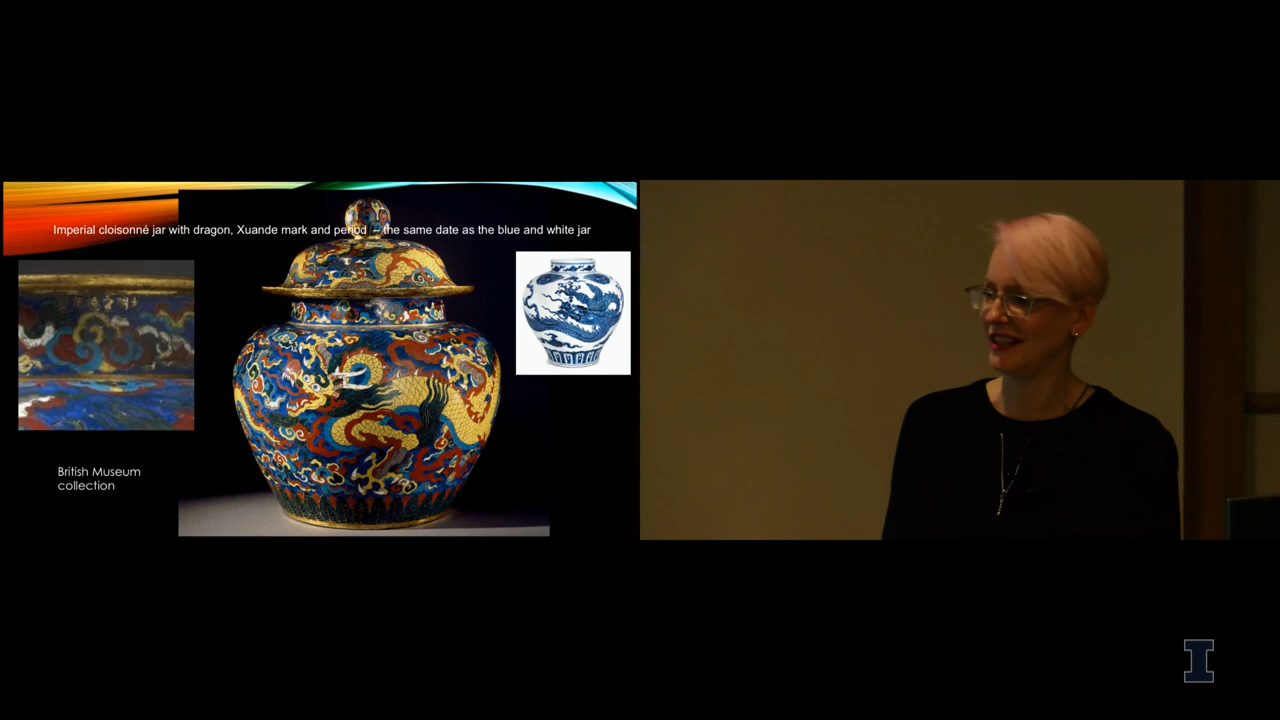 Imperial cloisonné jar with dragon, Xuande mark and period – the same date as the blue and white jar
British Museum
collection